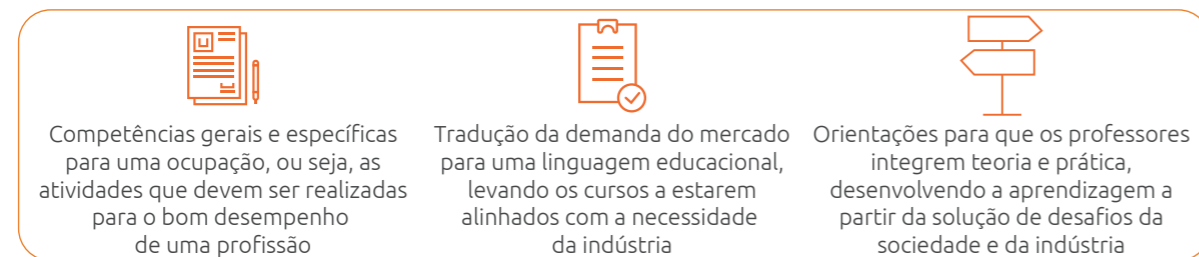 Competências gerais e específicas
para uma ocupação, ou seja, as
atividades que devem ser realizadas
para o bom desempenho
de uma profissão
Tradução da demanda do mercado
para uma linguagem educacional,
levando os cursos a estarem
alinhados com a necessidade
da indústria
Orientações para que os professores
integrem teoria e prática,
desenvolvendo a aprendizagem a
partir da solução de desafios da
sociedade e da indústria